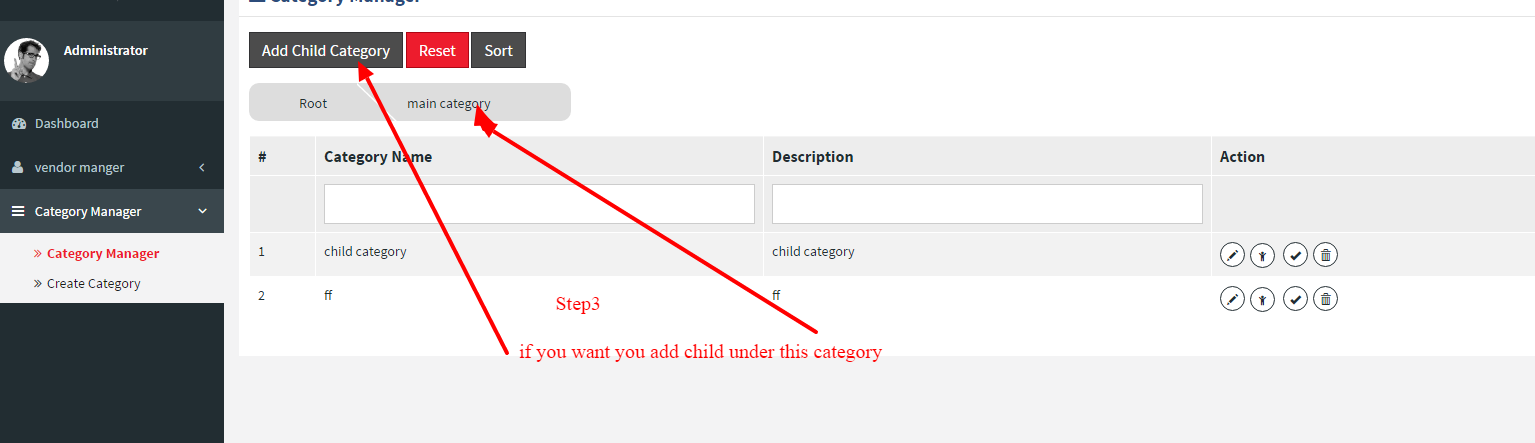 Category Manager
Administrator
Add Child Category Reset Sort
Root main category
Dashboard
vendor manger
Category Manager
Category Manager
Create Category
# Category Name Description Action
1 child category child category
2 ff ff
Step3
if you want you add child under this category